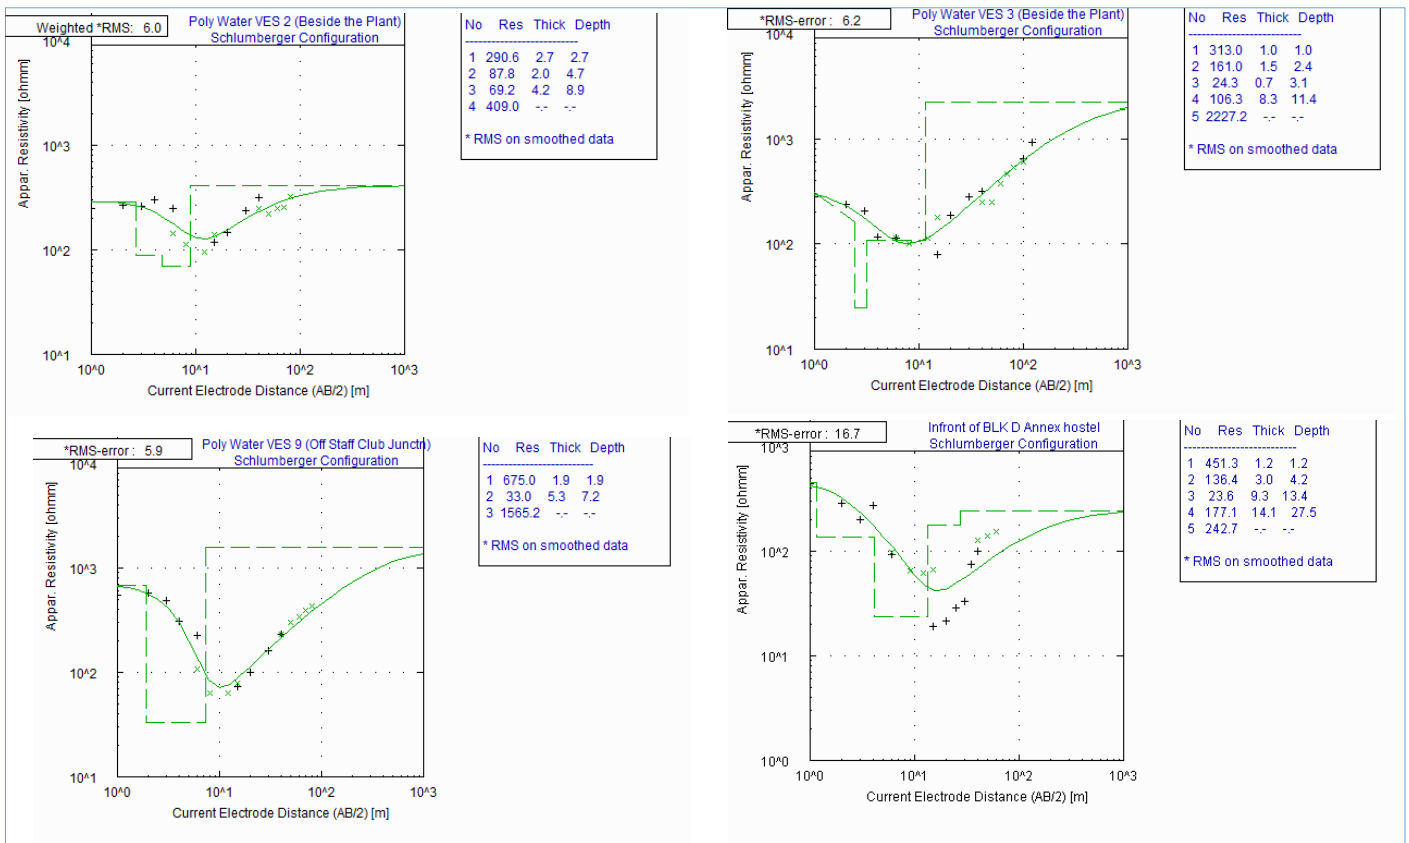 Weighted *RMS: 6.0
Poly Water VES 2 (Beside the Plant)
Schlumberger Configuration
10^4
10^3
10^2
10^1
Appar. Resistivity [ohmm]
10^0 10^1 10^2 10^3
Current Electrode Distance (AB/2) [m]
No Res Thick Depth
---------------------------
1 290.6 2.7 2.7
2 87.8 2.0 4.7
3 69.2 4.2 8.9
4 409.0 -.- -.-
* RMS on smoothed data
*RMS-error: 6.2
Poly Water VES 3 (Beside the Plant)
Schlumberger Configuration
10^4
10^3
10^2
10^1
Appar. Resistivity [ohmm]
10^0 10^1 10^2 10^3
Current Electrode Distance (AB/2) [m]
No Res Thick Depth
---------------------------
1 313.0 1.0 1.0
2 161.0 1.5 2.4
3 24.3 0.7 3.1
4 106.3 8.3 11.4
5 2227.2 -.- -.-
* RMS on smoothed data
*RMS-error: 5.9
Poly Water VES 9 (Off Staff Club Junctn)
Schlumberger Configuration
10^4
10^3
10^2
10^1
Appar. Resistivity [ohmm]
10^0 10^1 10^2 10^3
Current Electrode Distance (AB/2) [m]
No Res Thick Depth
---------------------------
1 675.0 1.9 1.9
2 33.0 5.3 7.2
3 1565.2 -.- -.-
* RMS on smoothed data
*RMS-error: 16.7
Infront of BLK D Annex hostel
Schlumberger Configuration
10^3
10^2
10^1
10^0
Appar. Resistivity [ohmm]
10^0 10^1 10^2 10^3
Current Electrode Distance (AB/2) [m]
No Res Thick Depth
---------------------------
1 451.3 1.2 1.2
2 136.4 3.0 4.2
3 23.6 9.3 13.4
4 177.1 14.1 27.5
5 242.7 -.- -.-
* RMS on smoothed data